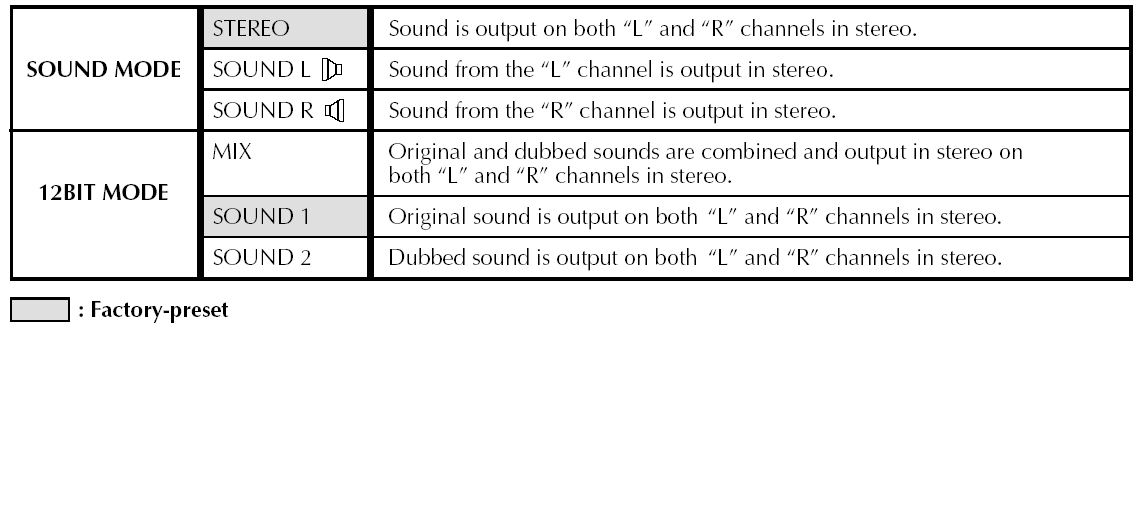 SOUND MODE
STEREO
Sound is output on both “L” and “R” channels in stereo.
SOUND L
Sound from the “L” channel is output in stereo.
SOUND R
Sound from the “R” channel is output in stereo.
12BIT MODE
MIX
Original and dubbed sounds are combined and output in stereo on
both “L” and “R” channels in stereo.
SOUND 1
Original sound is output on both “L” and “R” channels in stereo.
SOUND 2
Dubbed sound is output on both “L” and “R” channels in stereo.
: Factory-preset